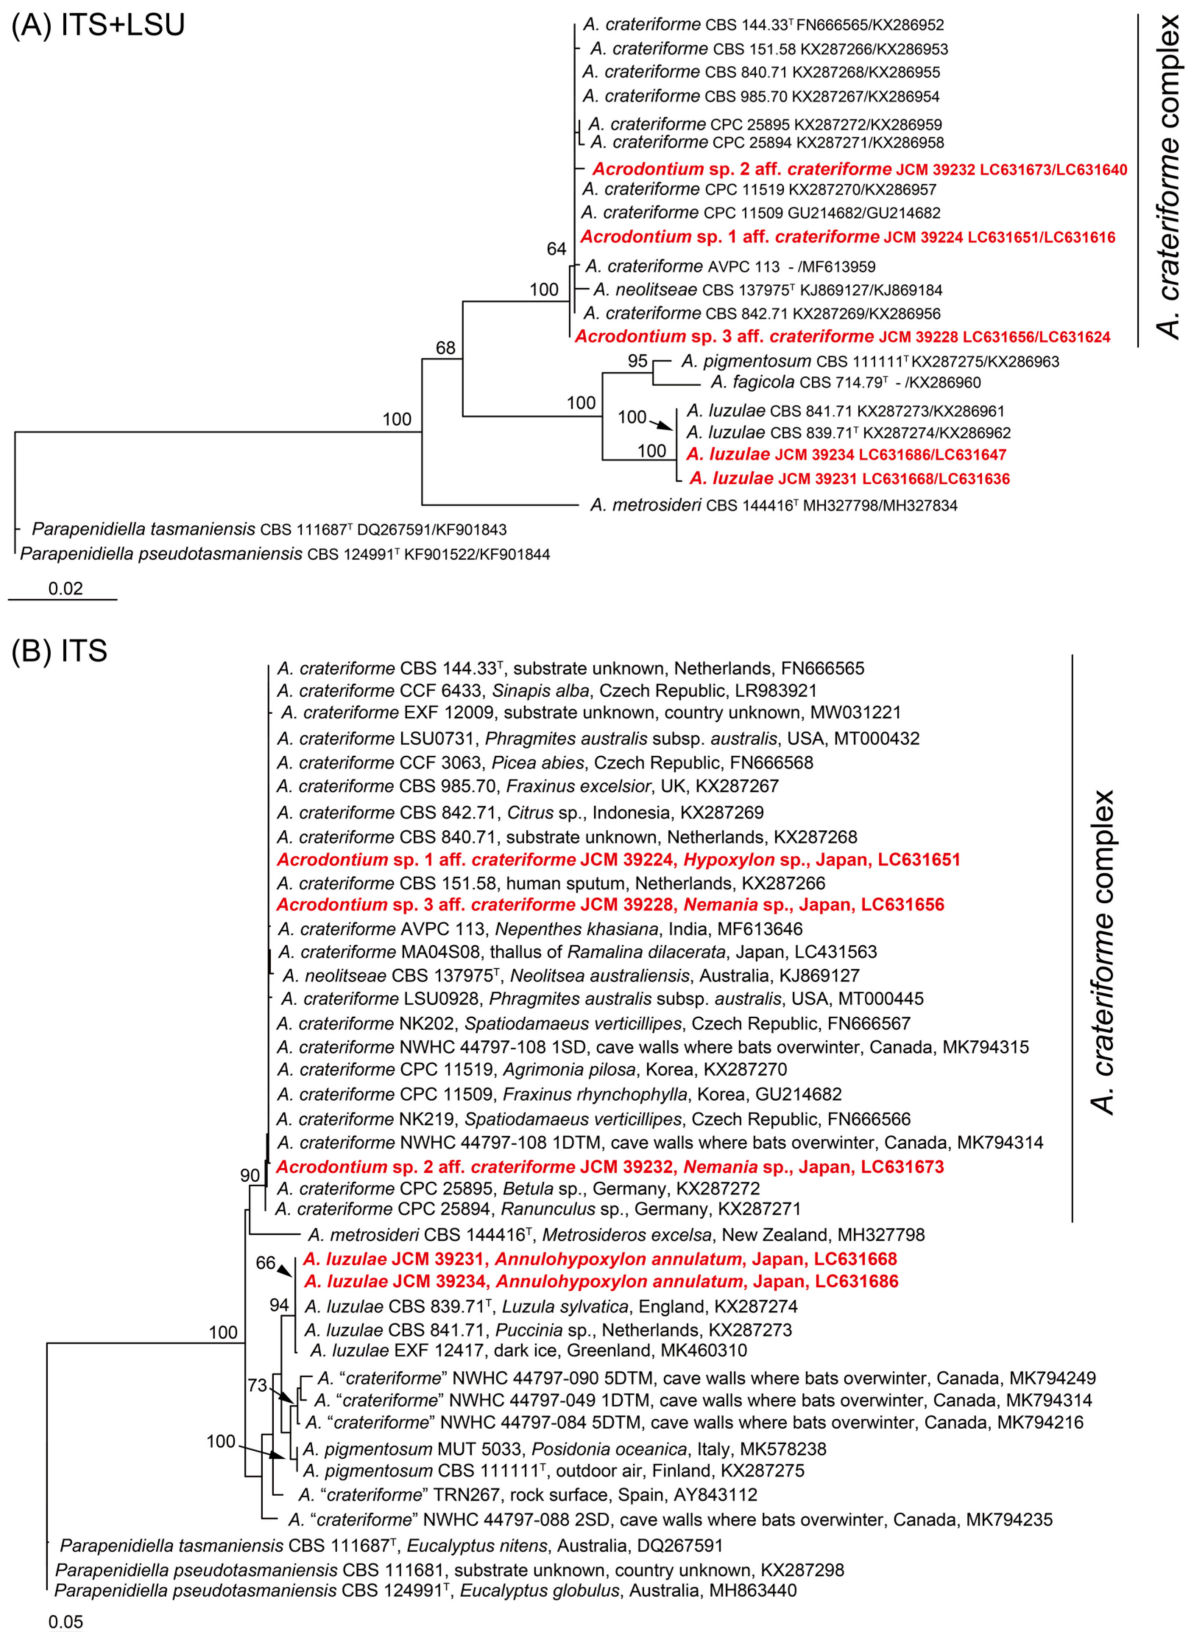 (A) ITS+LSU
A. crateriforme CBS 144.33ᵀ FN666565/KX286952
A. crateriforme CBS 151.58 KX287266/KX286953
A. crateriforme CBS 840.71 KX287268/KX286955
A. crateriforme CBS 985.70 KX287267/KX286954
A. crateriforme CPC 25895 KX287272/KX286959
A. crateriforme CPC 25894 KX287271/KX286958
Acrodontium sp. 2 aff. crateriforme JCM 39232 LC631673/LC631640
A. crateriforme CPC 11519 KX287270/KX286957
A. crateriforme CPC 11509 GU214682/GU214682
Acrodontium sp. 1 aff. crateriforme JCM 39224 LC631651/LC631616
64
A. crateriforme AVPC 113 - /MF613959
100
A. neolitseae CBS 137975ᵀ KJ869127/KJ869184
A. crateriforme CBS 842.71 KX287269/KX286956
Acrodontium sp. 3 aff. crateriforme JCM 39228 LC631656/LC631624
A. crateriforme complex
68
95
A. pigmentosum CBS 111111ᵀ KX287275/KX286963
A. fagicola CBS 714.79ᵀ - /KX286960
100
A. luzulae CBS 841.71 KX287273/KX286961
100
100
A. luzulae CBS 839.71ᵀ KX287274/KX286962
100
A. luzulae JCM 39234 LC631686/LC631647
A. luzulae JCM 39231 LC631668/LC631636
A. metrosideri CBS 144416ᵀ MH327798/MH327834
Parapenidiella tasmaniensis CBS 111687ᵀ DQ267591/KF901843
Parapenidiella pseudotasmaniensis CBS 124991ᵀ KF901522/KF901844
0.02
(B) ITS
A. crateriforme CBS 144.33ᵀ, substrate unknown, Netherlands, FN666565
A. crateriforme CCF 6433, Sinapis alba, Czech Republic, LR983921
A. crateriforme EXF 12009, substrate unknown, country unknown, MW031221
A. crateriforme LSU0731, Phragmites australis subsp. australis, USA, MT000432
A. crateriforme CCF 3063, Picea abies, Czech Republic, FN666568
A. crateriforme CBS 985.70, Fraxinus excelsior, UK, KX287267
A. crateriforme CBS 842.71, Citrus sp., Indonesia, KX287269
A. crateriforme CBS 840.71, substrate unknown, Netherlands, KX287268
Acrodontium sp. 1 aff. crateriforme JCM 39224, Hypoxylon sp., Japan, LC631651
A. crateriforme CBS 151.58, human sputum, Netherlands, KX287266
Acrodontium sp. 3 aff. crateriforme JCM 39228, Nemania sp., Japan, LC631656
A. crateriforme AVPC 113, Nepenthes khasiana, India, MF613646
A. crateriforme MA04S08, thallus of Ramalina dilacerata, Japan, LC431563
A. neolitseae CBS 137975ᵀ, Neolitsea australiensis, Australia, KJ869127
A. crateriforme LSU0928, Phragmites australis subsp. australis, USA, MT000445
A. crateriforme NK202, Spatiodamaeus verticillipes, Czech Republic, FN666567
A. crateriforme NWHC 44797-108 1SD, cave walls where bats overwinter, Canada, MK794315
A. crateriforme CPC 11519, Agrimonia pilosa, Korea, KX287270
A. crateriforme CPC 11509, Fraxinus rhynchophylla, Korea, GU214682
A. crateriforme NK219, Spatiodamaeus verticillipes, Czech Republic, FN666566
A. crateriforme NWHC 44797-108 1DTM, cave walls where bats overwinter, Canada, MK794314
Acrodontium sp. 2 aff. crateriforme JCM 39232, Nemania sp., Japan, LC631673
90
A. crateriforme CPC 25895, Betula sp., Germany, KX287272
A. crateriforme CPC 25894, Ranunculus sp., Germany, KX287271
A. crateriforme complex
A. metrosideri CBS 144416ᵀ, Metrosideros excelsa, New Zealand, MH327798
66
A. luzulae JCM 39231, Annulohypoxylon annulatum, Japan, LC631668
A. luzulae JCM 39234, Annulohypoxylon annulatum, Japan, LC631686
94
A. luzulae CBS 839.71ᵀ, Luzula sylvatica, England, KX287274
100
A. luzulae CBS 841.71, Puccinia sp., Netherlands, KX287273
A. luzulae EXF 12417, dark ice, Greenland, MK460310
73
A. "crateriforme" NWHC 44797-090 5DTM, cave walls where bats overwinter, Canada, MK794249
A. "crateriforme" NWHC 44797-049 1DTM, cave walls where bats overwinter, Canada, MK794314
A. "crateriforme" NWHC 44797-084 5DTM, cave walls where bats overwinter, Canada, MK794216
100
A. pigmentosum MUT 5033, Posidonia oceanica, Italy, MK578238
A. pigmentosum CBS 111111ᵀ, outdoor air, Finland, KX287275
A. "crateriforme" TRN267, rock surface, Spain, AY843112
A. "crateriforme" NWHC 44797-088 2SD, cave walls where bats overwinter, Canada, MK794235
Parapenidiella tasmaniensis CBS 111687ᵀ, Eucalyptus nitens, Australia, DQ267591
Parapenidiella pseudotasmaniensis CBS 111681, substrate unknown, country unknown, KX287298
Parapenidiella pseudotasmaniensis CBS 124991ᵀ, Eucalyptus globulus, Australia, MH863440
0.05